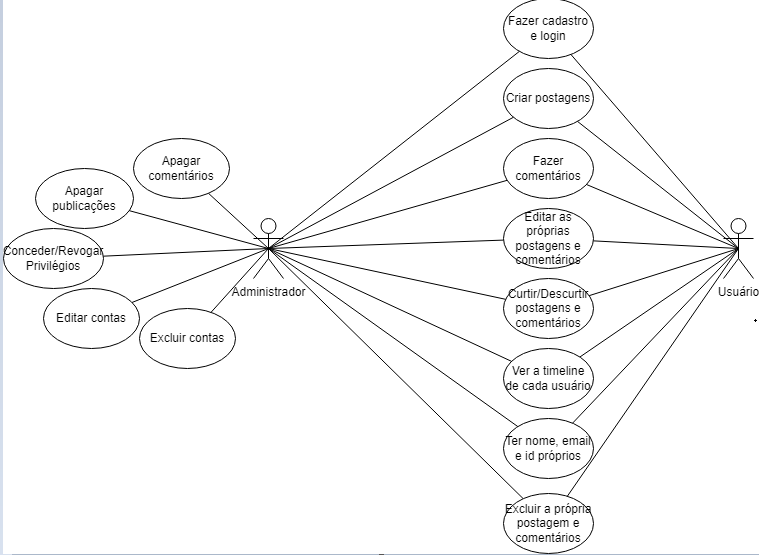 Fazer cadastro
e login
Criar postagens
Fazer
comentários
Editar as
próprias
postagens e
comentários
Curtir/Descurtir
postagens e
comentários
Ver a timeline
de cada usuário
Ter nome, email
e id próprios
Excluir a própria
postagem e
comentários
Apagar
comentários
Apagar
publicações
Conceder/Revogar
Privilégios
Editar contas
Excluir contas
Administrador
Usuário